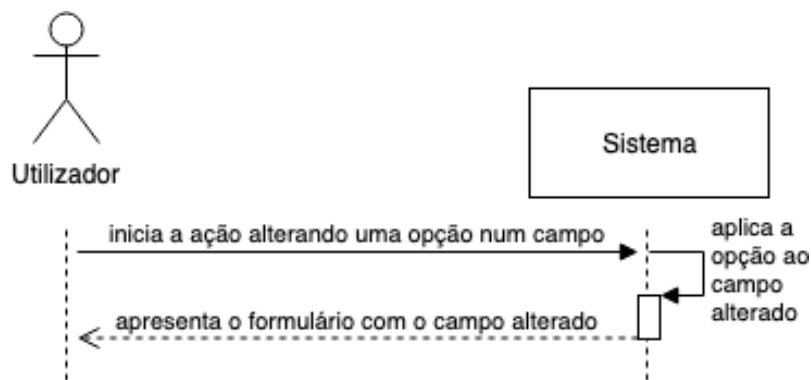 Utilizador
Sistema
inicia a ação alterando uma opção num campo
aplica a
opção ao
campo
alterado
apresenta o formulário com o campo alterado